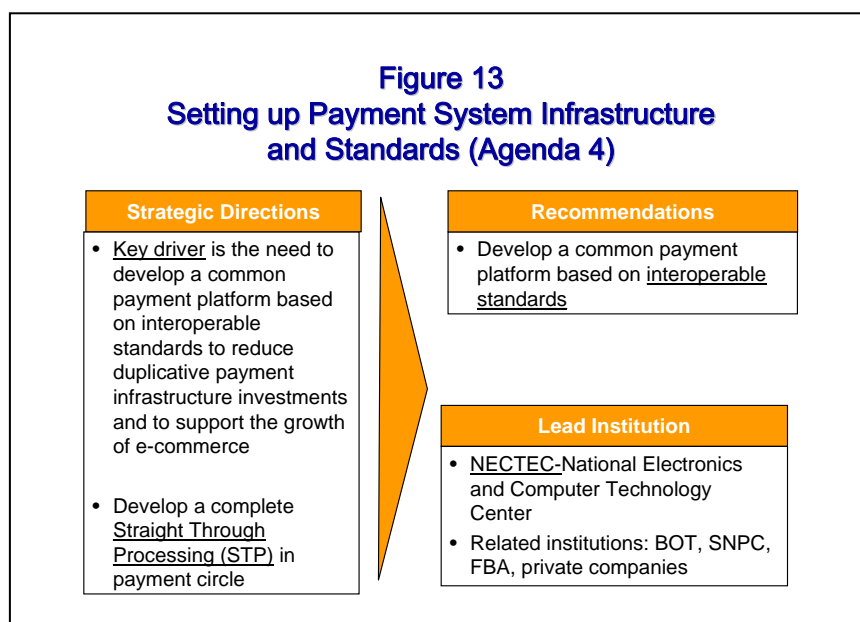 Figure 13
Setting up Payment System Infrastructure
and Standards (Agenda 4)
Strategic Directions
• Key driver is the need to
develop a common
payment platform based
on interoperable
standards to reduce
duplicative payment
infrastructure investments
and to support the growth
of e-commerce
• Develop a complete
Straight Through
Processing (STP) in
payment circle
Recommendations
• Develop a common payment
platform based on interoperable
standards
Lead Institution
• NECTEC-National Electronics
and Computer Technology
Center
• Related institutions: BOT, SNPC,
FBA, private companies